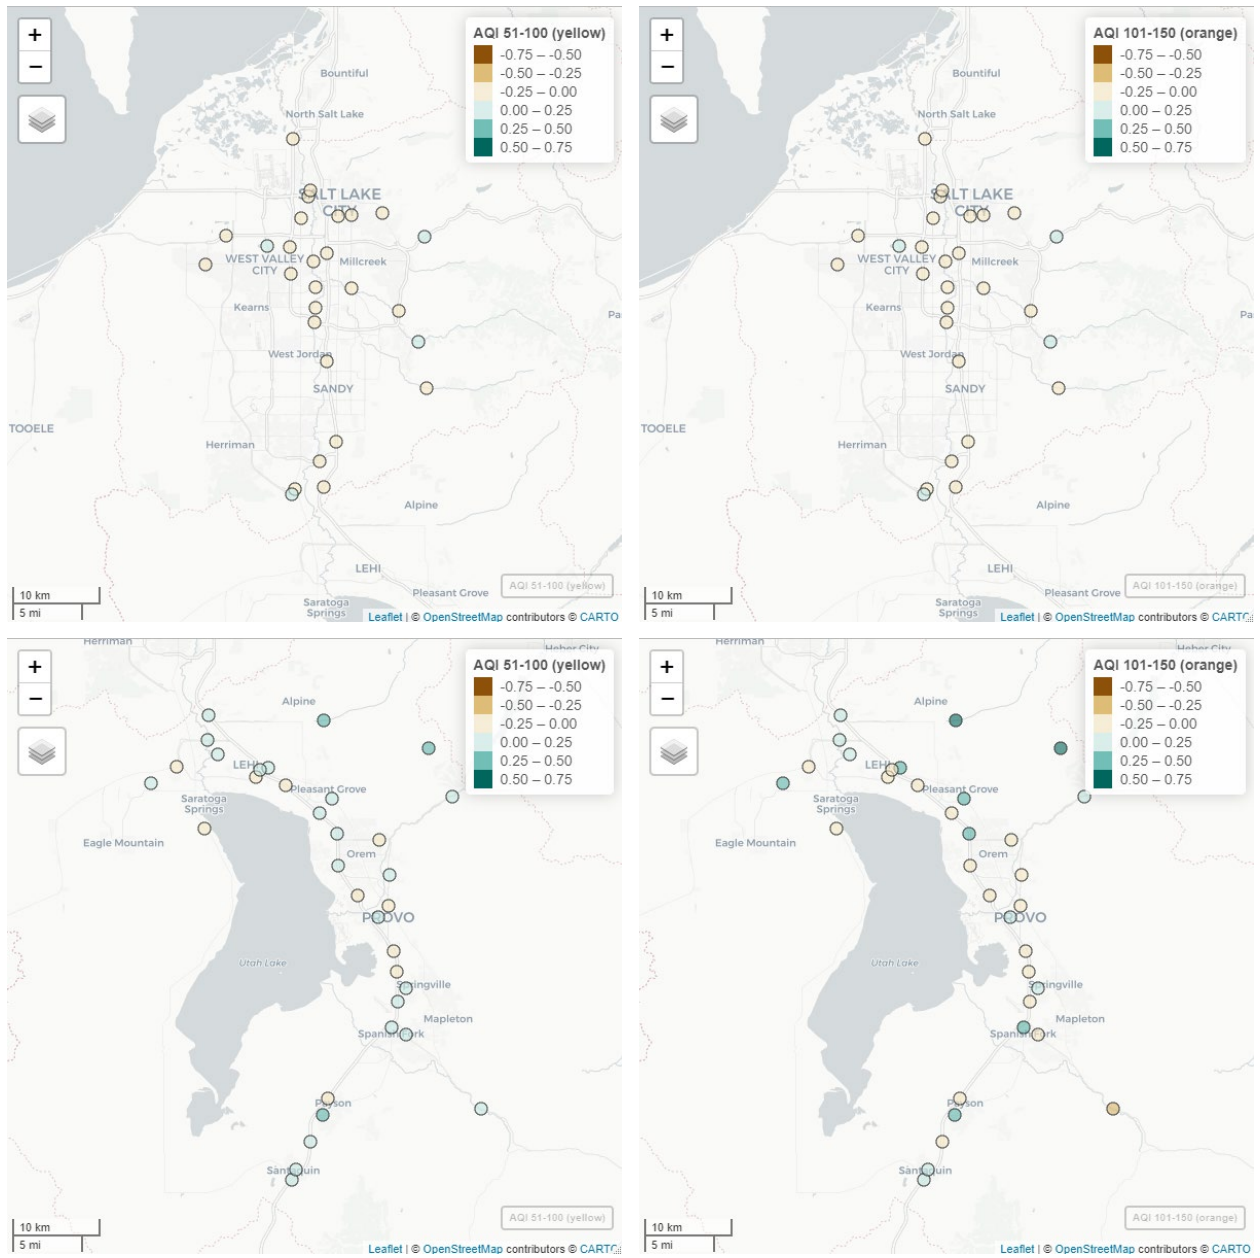 +
−
Bountiful
North Salt Lake
SALT LAKE
CITY
WEST VALLEY
CITY
Millcreek
Kearns
Pa
West Jordan
SANDY
TOOELE
Herriman
Alpine
LEHI
Pleasant Grove
Saratoga
Springs
AQI 51-100 (yellow)
-0.75 – -0.50
-0.50 – -0.25
-0.25 – 0.00
0.00 – 0.25
0.25 – 0.50
0.50 – 0.75
10 km
5 mi
AQI 51-100 (yellow)
Leaflet | © OpenStreetMap contributors © CARTO
+
−
Bountiful
North Salt Lake
SALT LAKE
CITY
WEST VALLEY
CITY
Millcreek
Kearns
Pa
West Jordan
SANDY
TOOELE
Herriman
Alpine
LEHI
Pleasant Grove
Saratoga
Springs
AQI 101-150 (orange)
-0.75 – -0.50
-0.50 – -0.25
-0.25 – 0.00
0.00 – 0.25
0.25 – 0.50
0.50 – 0.75
10 km
5 mi
AQI 101-150 (orange)
Leaflet | © OpenStreetMap contributors © CARTO
+
−
Herriman
Heber City
Alpine
LEHI
Pleasant Grove
Saratoga
Springs
Eagle Mountain
Orem
PROVO
Utah Lake
Springville
Mapleton
Spanish Fork
Payson
Santaquin
AQI 51-100 (yellow)
-0.75 – -0.50
-0.50 – -0.25
-0.25 – 0.00
0.00 – 0.25
0.25 – 0.50
0.50 – 0.75
10 km
5 mi
AQI 51-100 (yellow)
Leaflet | © OpenStreetMap contributors © CARTO
+
−
Herriman
Heber City
Alpine
LEHI
Pleasant Grove
Saratoga
Springs
Eagle Mountain
Orem
PROVO
Utah Lake
Springville
Mapleton
Spanish Fork
Payson
Santaquin
AQI 101-150 (orange)
-0.75 – -0.50
-0.50 – -0.25
-0.25 – 0.00
0.00 – 0.25
0.25 – 0.50
0.50 – 0.75
10 km
5 mi
AQI 101-150 (orange)
Leaflet | © OpenStreetMap contributors © CARTO